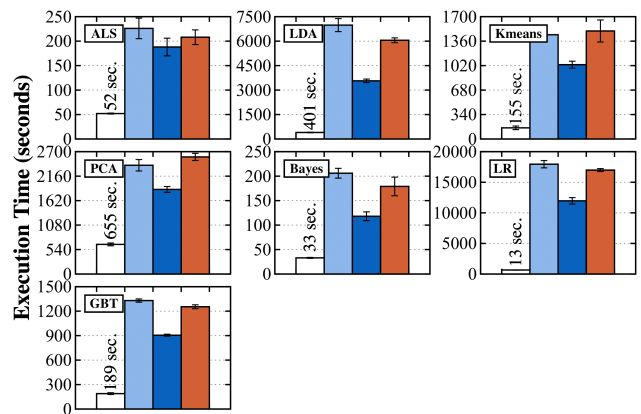 Execution Time (seconds)
250
200
150
100
50
0
ALS
52 sec.
7500
6000
4500
3000
1500
0
LDA
401 sec.
1700
1360
1020
680
340
0
Kmeans
155 sec.
2700
2160
1620
1080
540
0
PCA
655 sec.
250
200
150
100
50
0
Bayes
33 sec.
20000
15000
10000
5000
0
LR
13 sec.
1500
1200
900
600
300
0
GBT
189 sec.